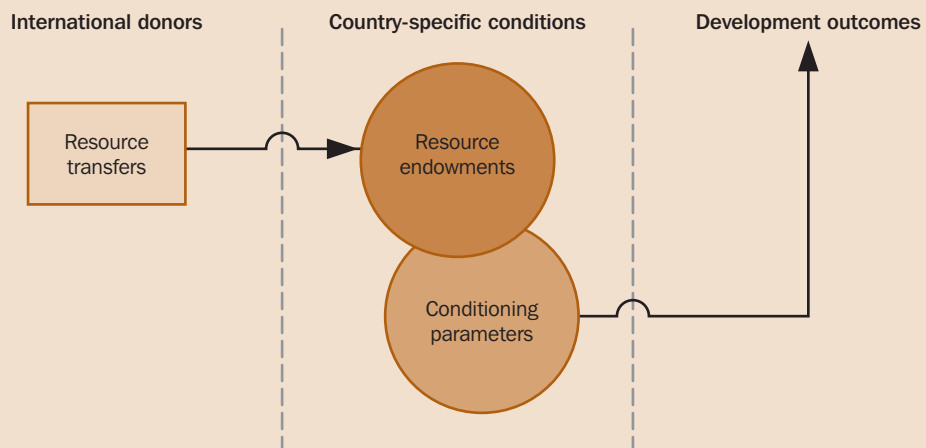 International donors
Country-specific conditions
Development outcomes
Resource
transfers
Resource
endowments
Conditioning
parameters